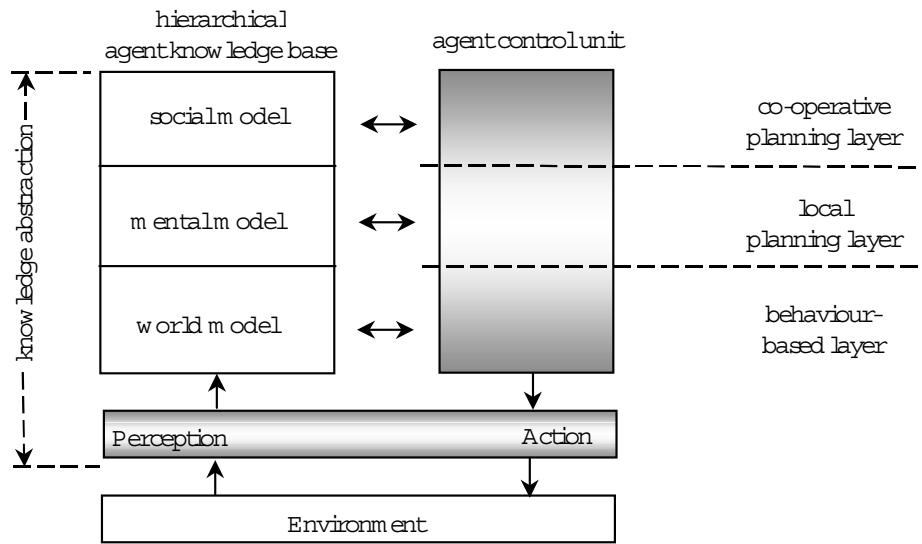 hierarchical
agent knowledge base
agent control unit
social model
co-operative
planning layer
knowledge abstraction
mental model
local
planning layer
world model
behaviour-
based layer
Perception
Action
Environment